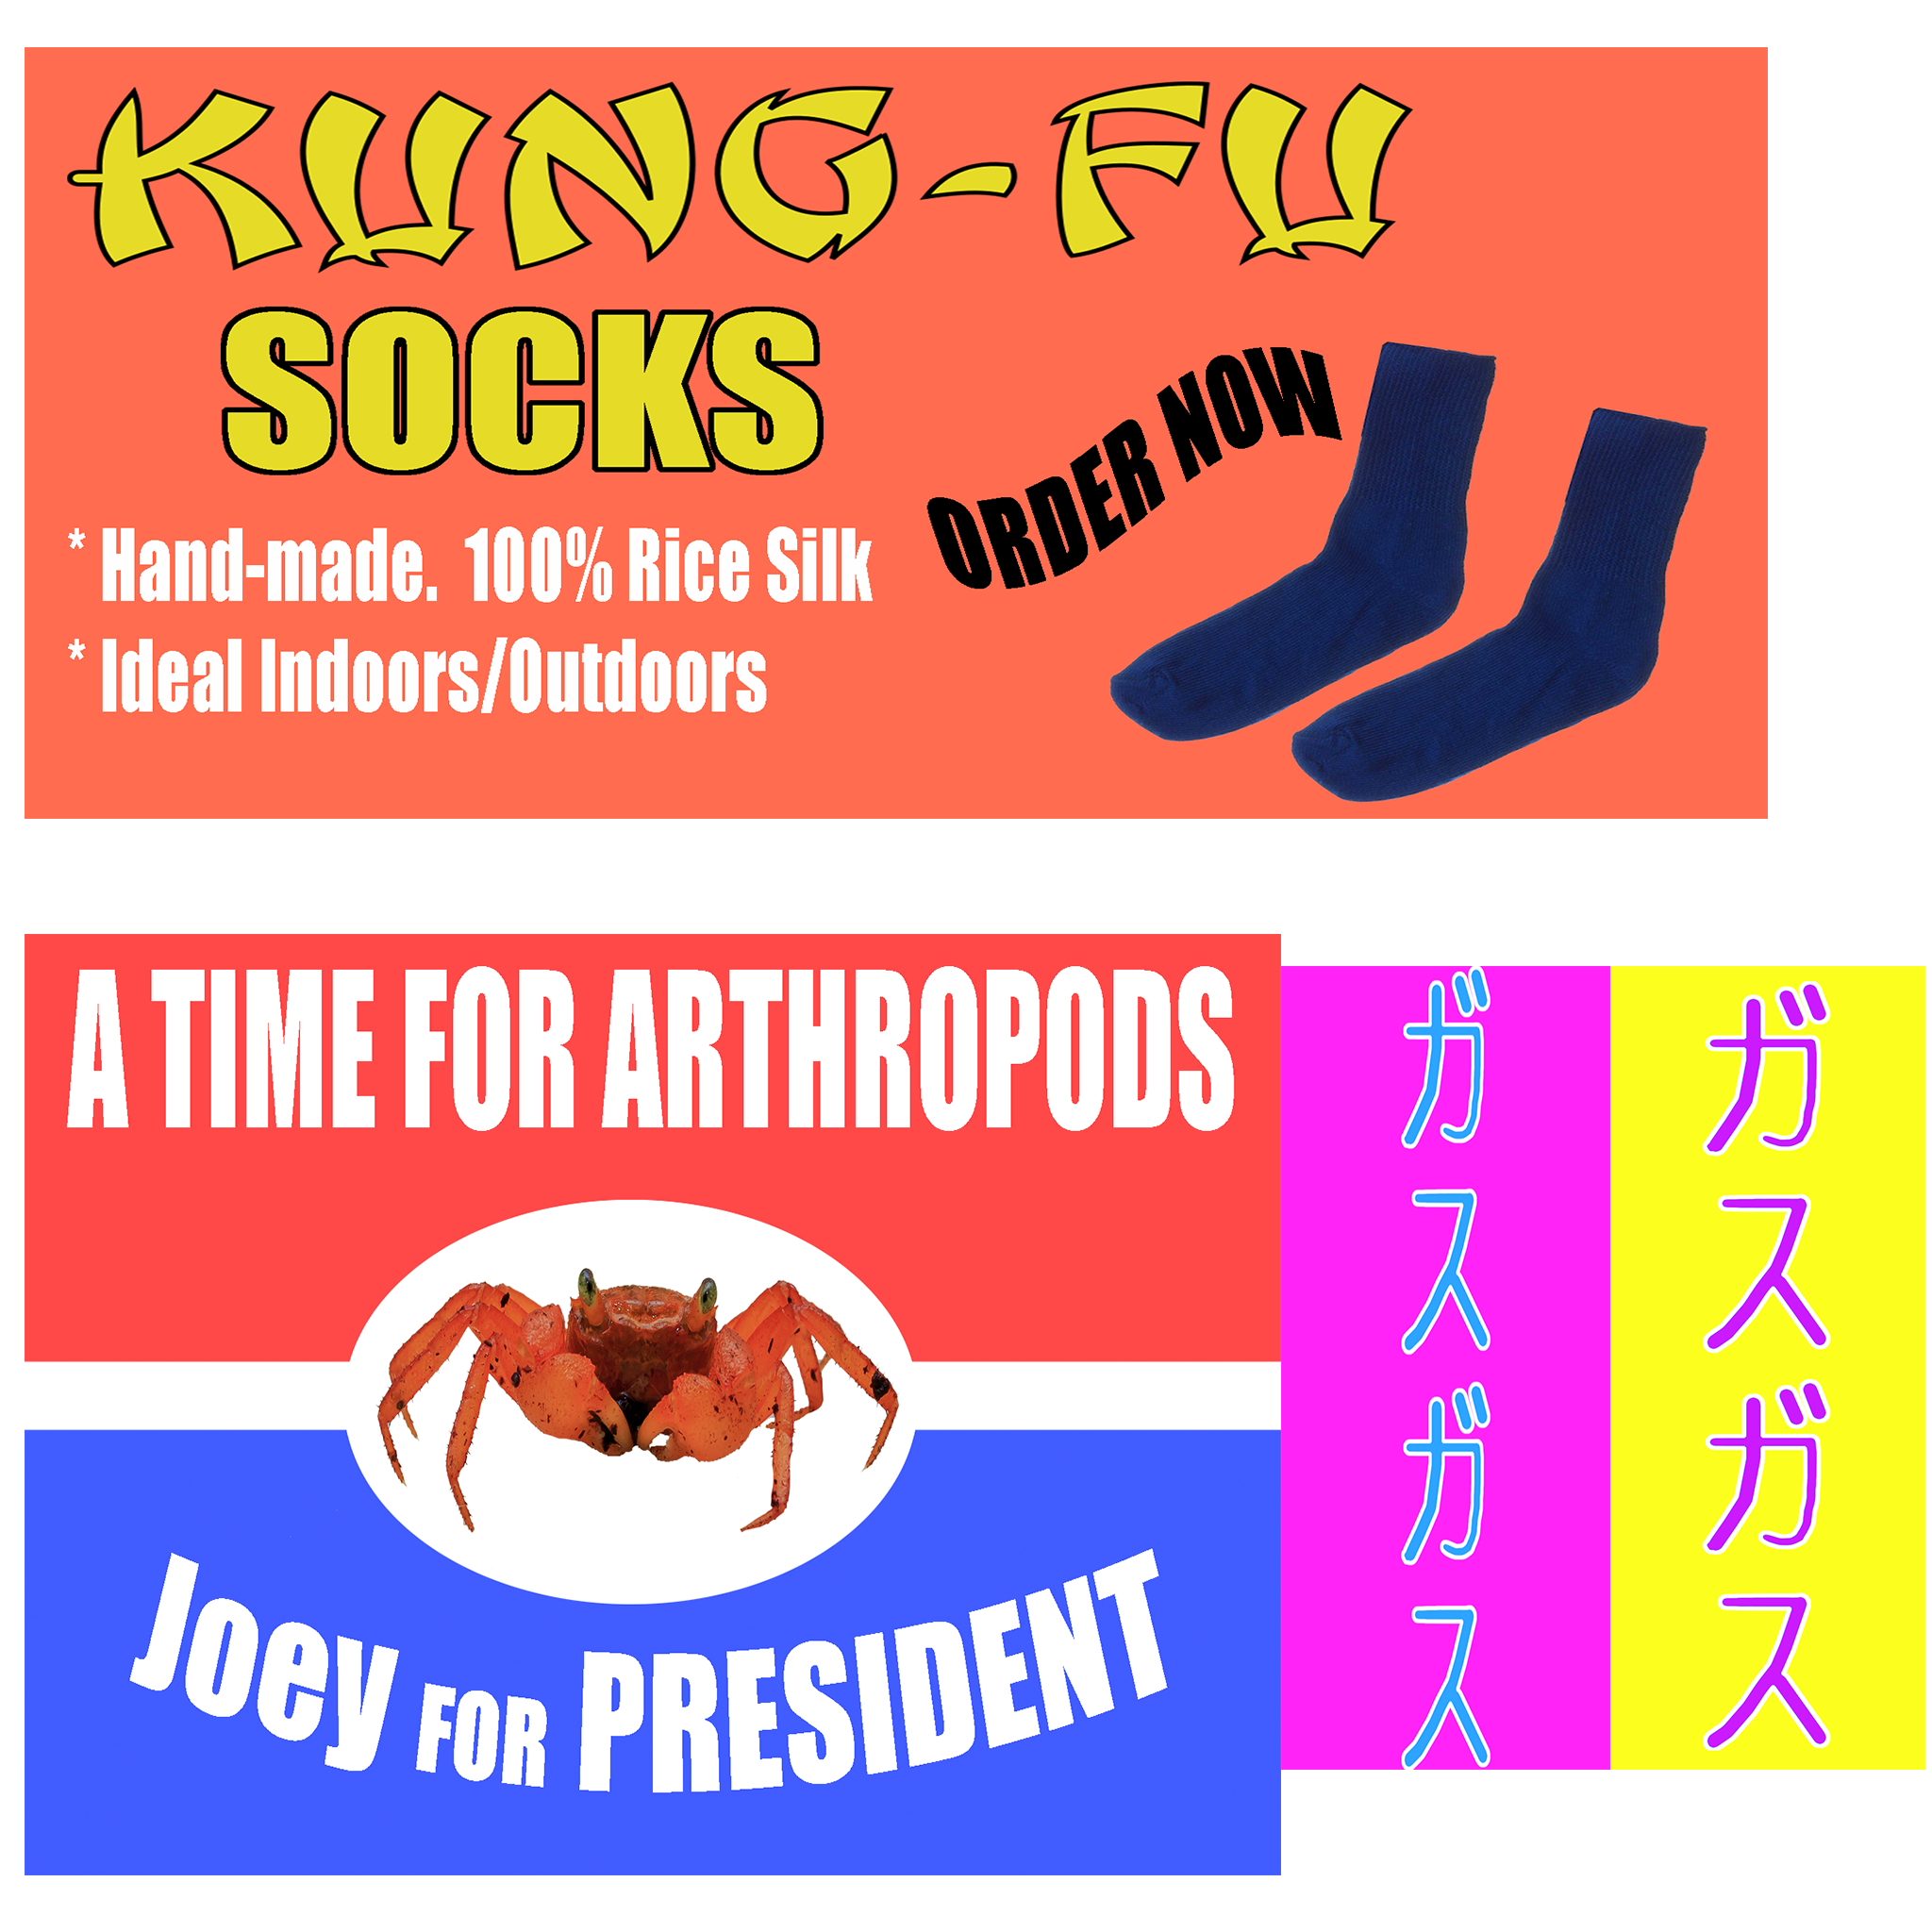 KUNG-FU
SOCKS
* Hand-made. 100% Rice Silk
* Ideal Indoors/Outdoors
ORDER NOW
A TIME FOR ARTHROPODS
Joey FOR PRESIDENT
ガスガス
ガスガス